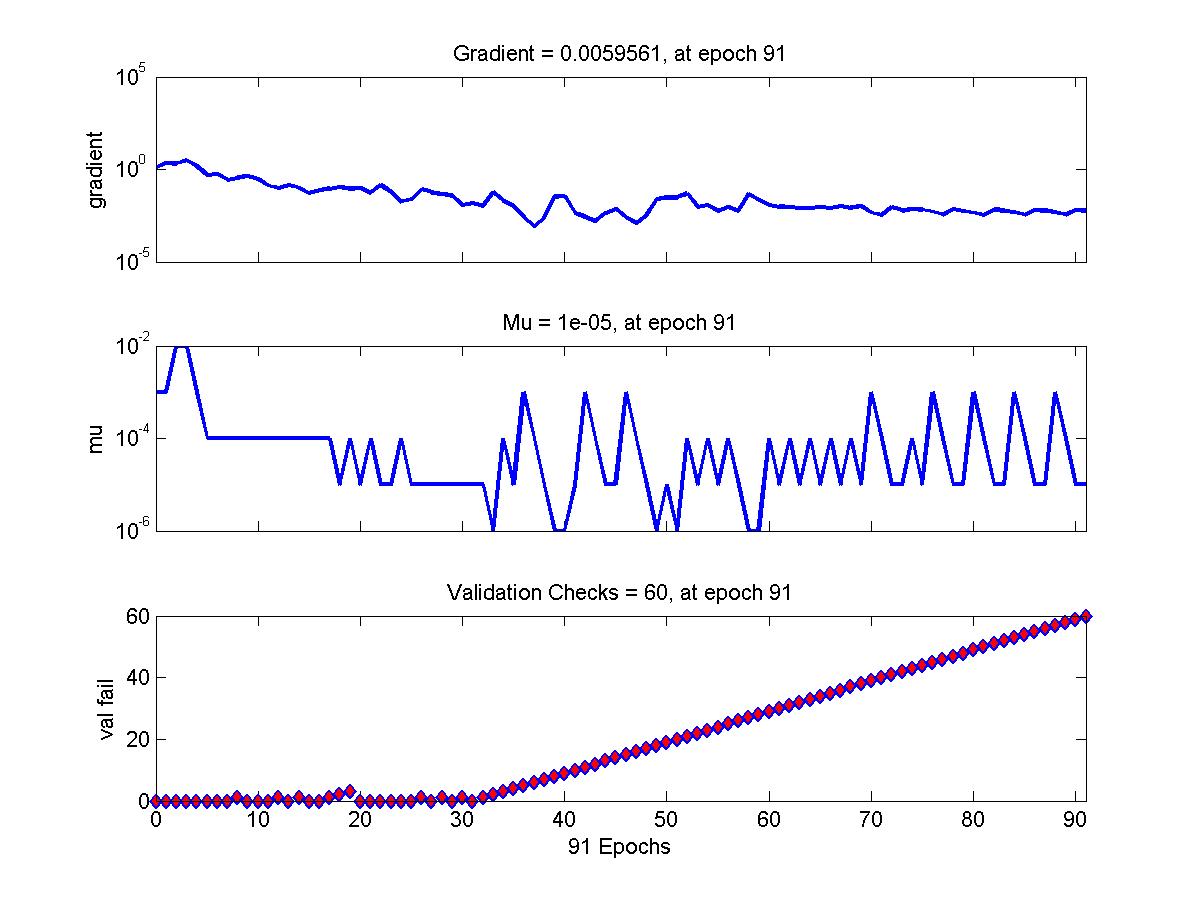 Gradient = 0.0059561, at epoch 91
10^5
10^0
10^-5
gradient
Mu = 1e-05, at epoch 91
10^-2
10^-4
10^-6
mu
Validation Checks = 60, at epoch 91
60
40
20
0
val fail
0 10 20 30 40 50 60 70 80 90
91 Epochs